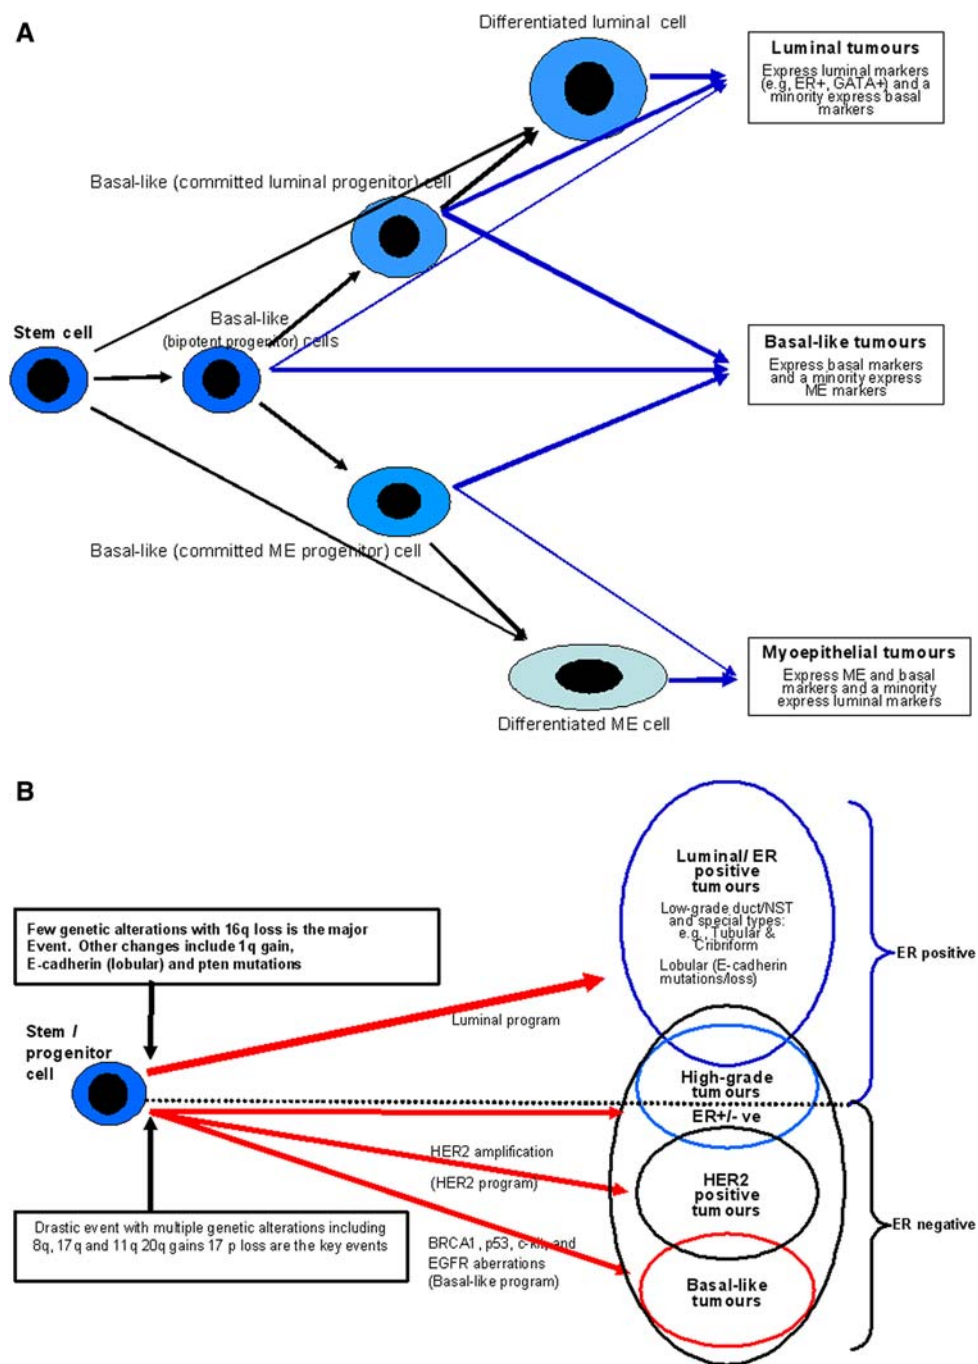 A
Differentiated luminal cell
Luminal tumours
Express luminal markers
(e.g, ER+, GATA+) and a
minority express basal
markers
Basal-like (committed luminal progenitor) cell
Stem cell
Basal-like
(bipotent progenitor) cells
Basal-like tumours
Express basal markers
and a minority express
ME markers
Basal-like (committed ME progenitor) cell
Myoepithelial tumours
Express ME and basal
markers and a minority
express luminal markers
Differentiated ME cell
B
Luminal/ ER
positive
tumours
Low-grade duct/NST
and special types:
e.g., Tubular &
Cribriform
Lobular (E-cadherin
mutations/loss)
ER positive
Few genetic alterations with 16q loss is the major
Event. Other changes include 1q gain,
E-cadherin (lobular) and pten mutations
Luminal program
Stem /
progenitor
cell
High-grade
tumours
ER+/- ve
HER2 amplification
(HER2 program)
HER2
positive
tumours
ER negative
Drastic event with multiple genetic alterations including
8q, 17q and 11q 20q gains 17 p loss are the key events
BRCA1, p53, c-kit, and
EGFR aberrations
(Basal-like program)
Basal-like
tumours